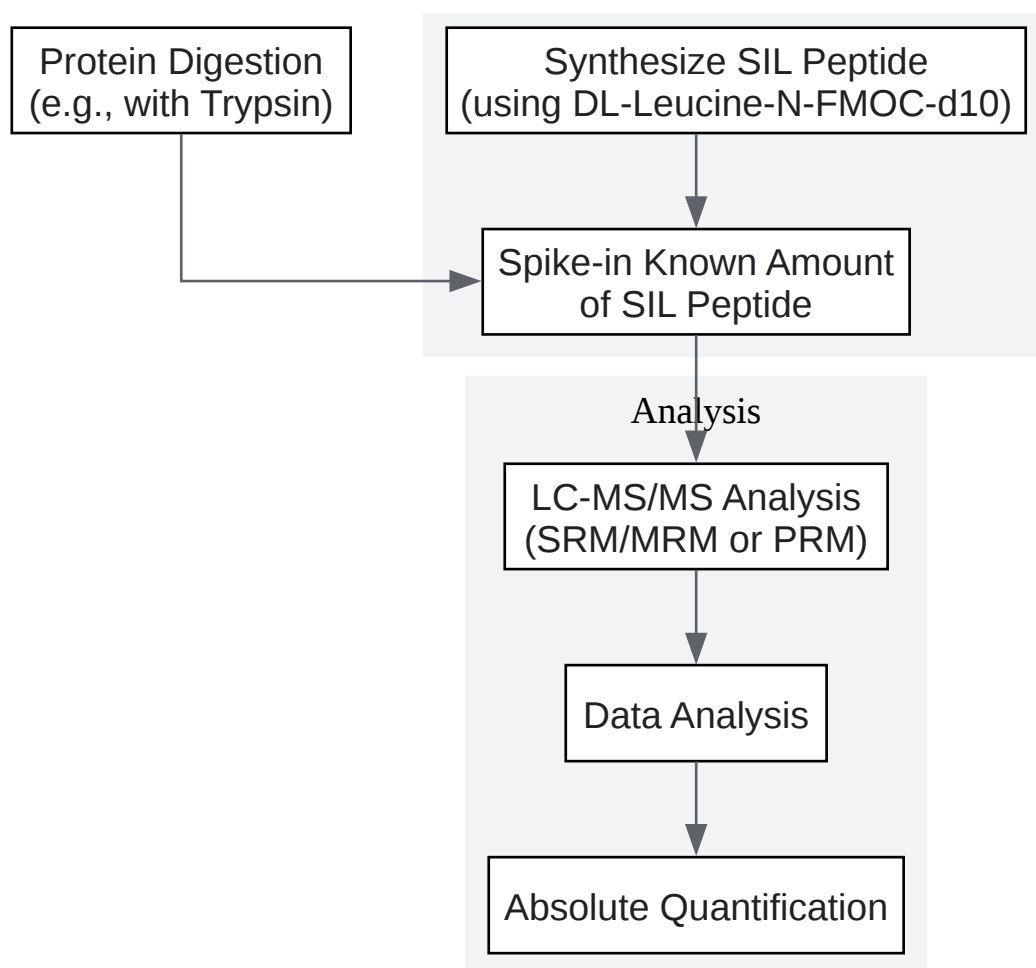 Protein Digestion
(e.g., with Trypsin)
Synthesize SIL Peptide
(using DL-Leucine-N-FMOC-d10)
Spike-in Known Amount
of SIL Peptide
Analysis
LC-MS/MS Analysis
(SRM/MRM or PRM)
Data Analysis
Absolute Quantification